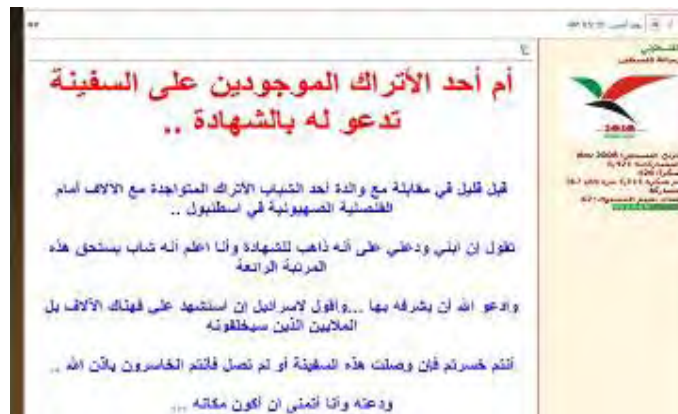 أم أحد الأتراك الموجودين على السفينة
تدعو له بالشهادة ..
قبل قليل في مقابلة مع والدة أحد الشباب الأتراك المتواجدة مع الآلاف أمام
القنصلية الصهيونية في اسطنبول ..
تقول إن ابني ودعني على أنه ذاهب للشهادة وأنا اعلم أنه شاب يستحق هذه
المرتبة الرائعة
وادعو الله أن يشرفه بها ...وأقول لاسرائيل إن استشهد علي فهناك الآلاف بل
الملايين الذين سيخلفونه
أنتم خسرتم فإن وصلت هذه السفينة أو لم تصل فأنتم الخاسرون بإذن الله ..
ودعته وأنا أتمنى ان أكون مكانه ...